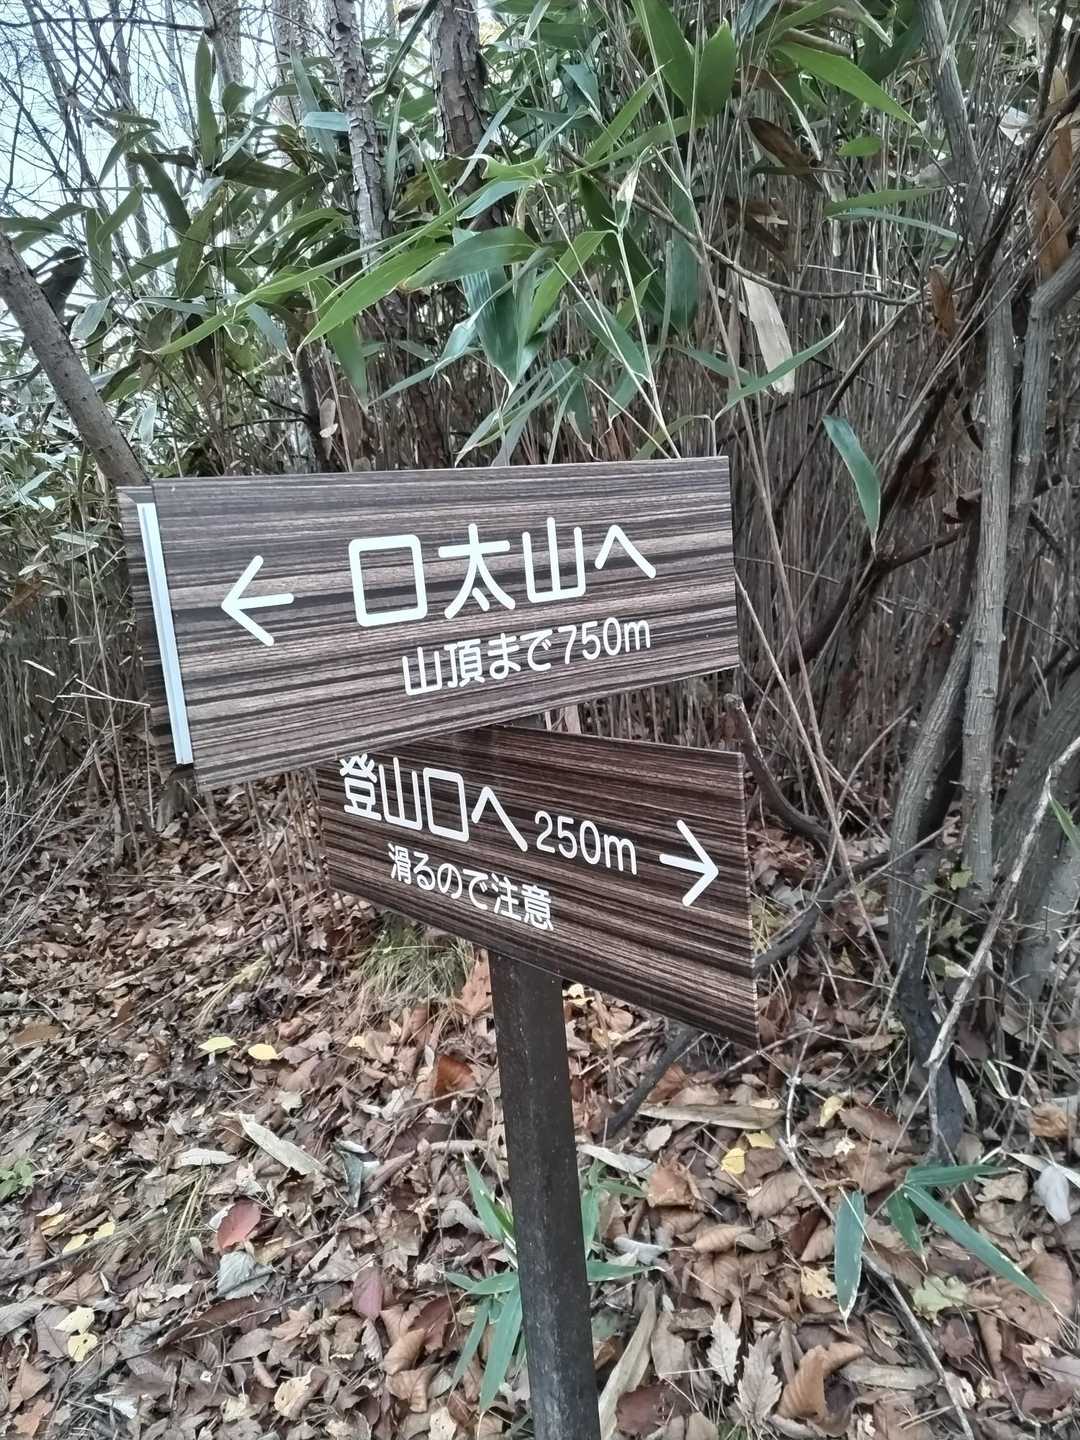 ← 口太山へ
山頂まで750m
登山口へ 250m →
滑るので注意